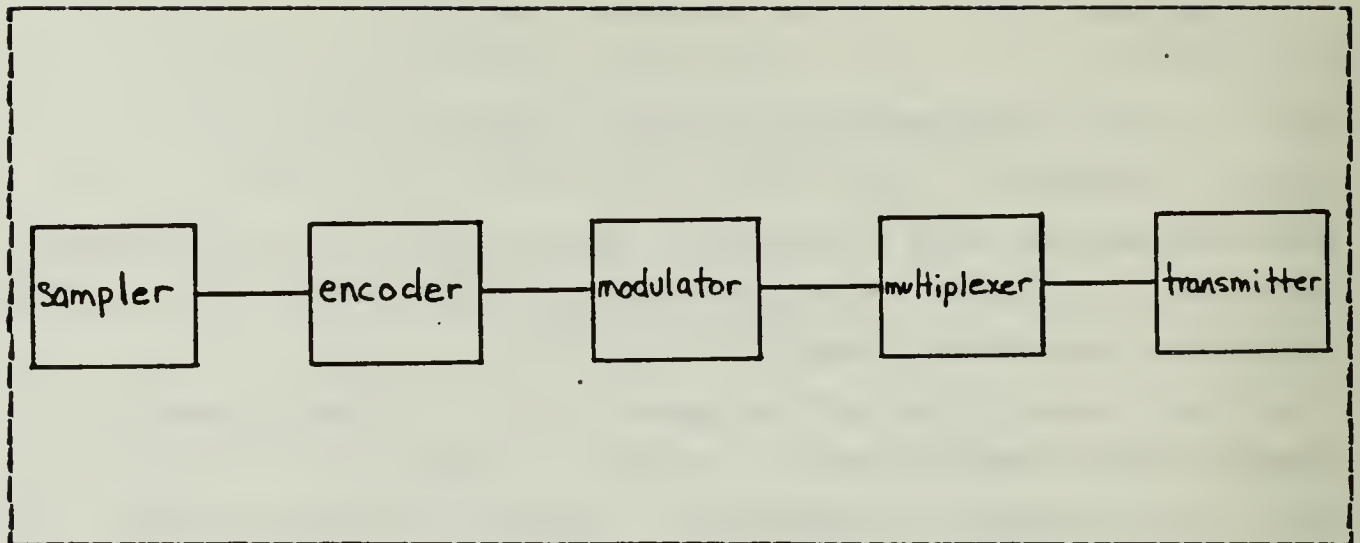 sampler
encoder
modulator
multiplexer
transmitter